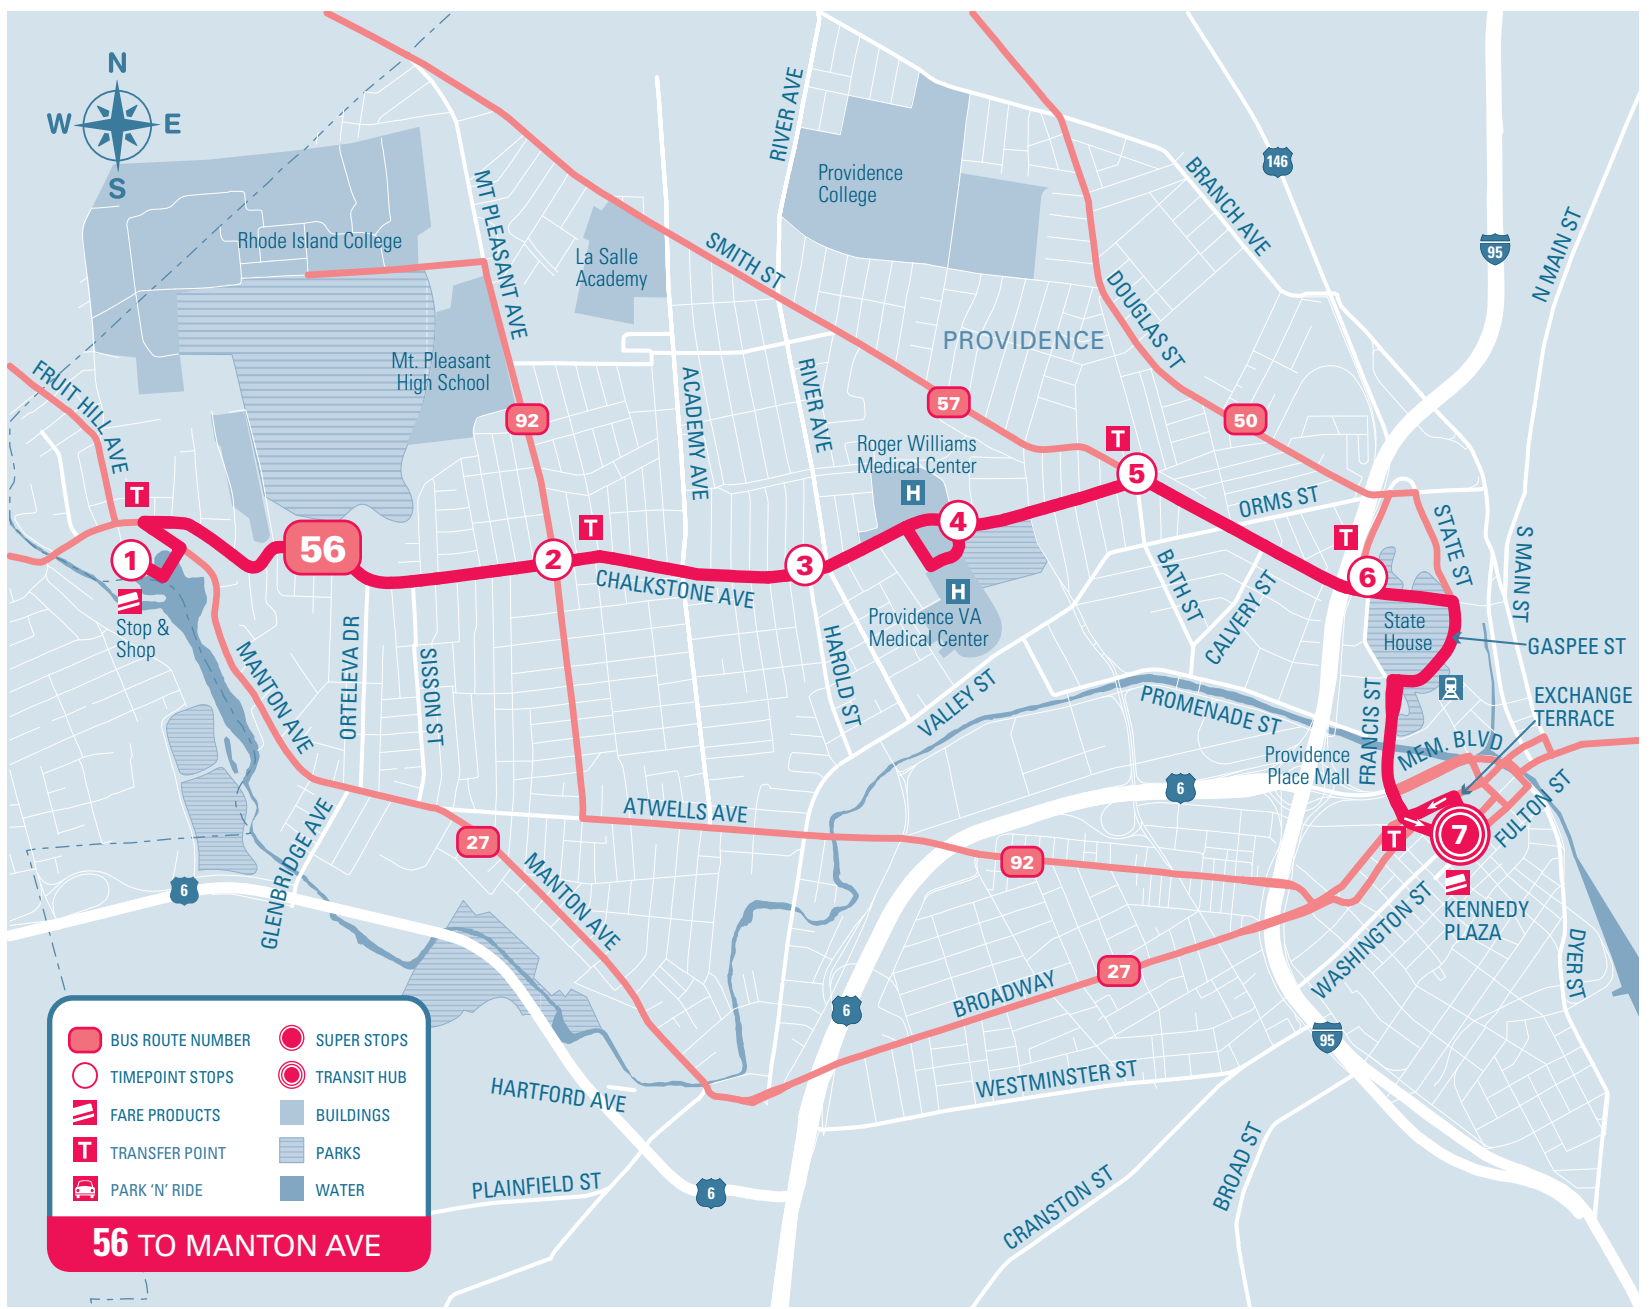 N
W
E
S
RIVER AVE
146
BRANCH AVE
Providence
College
MT PLEASANT AVE
Rhode Island College
La Salle
Academy
SMITH ST
95
N MAIN ST
DOUGLAS ST
PROVIDENCE
Mt. Pleasant
High School
FRUIT HILL AVE
ACADEMY AVE
RIVER AVE
92
57
50
Roger Williams
Medical Center
H
T
5
T
ORMS ST
STATE ST
S MAIN ST
4
T
T
56
1
2
3
6
CHALKSTONE AVE
H
BATH ST
CALVERY ST
Stop &
Shop
Providence VA
Medical Center
State
House
GASPEE ST
MANTON AVE
ORTELEVA DR
SISSON ST
HAROLD ST
VALLEY ST
PROMENADE ST
FRANCIS ST
EXCHANGE
TERRACE
MEM. BLVD
Providence
Place Mall
6
ATWELLS AVE
FULTON ST
7
T
27
92
GLENBRIDGE AVE
6
MANTON AVE
WASHINGTON ST
KENNEDY
PLAZA
DYER ST
27
BROADWAY
6
95
WESTMINSTER ST
HARTFORD AVE
PLAINFIELD ST
6
CRANSTON ST
BROAD ST
BUS ROUTE NUMBER
SUPER STOPS
TIMEPOINT STOPS
TRANSIT HUB
FARE PRODUCTS
BUILDINGS
T
TRANSFER POINT
PARKS
PARK 'N' RIDE
WATER
56 TO MANTON AVE